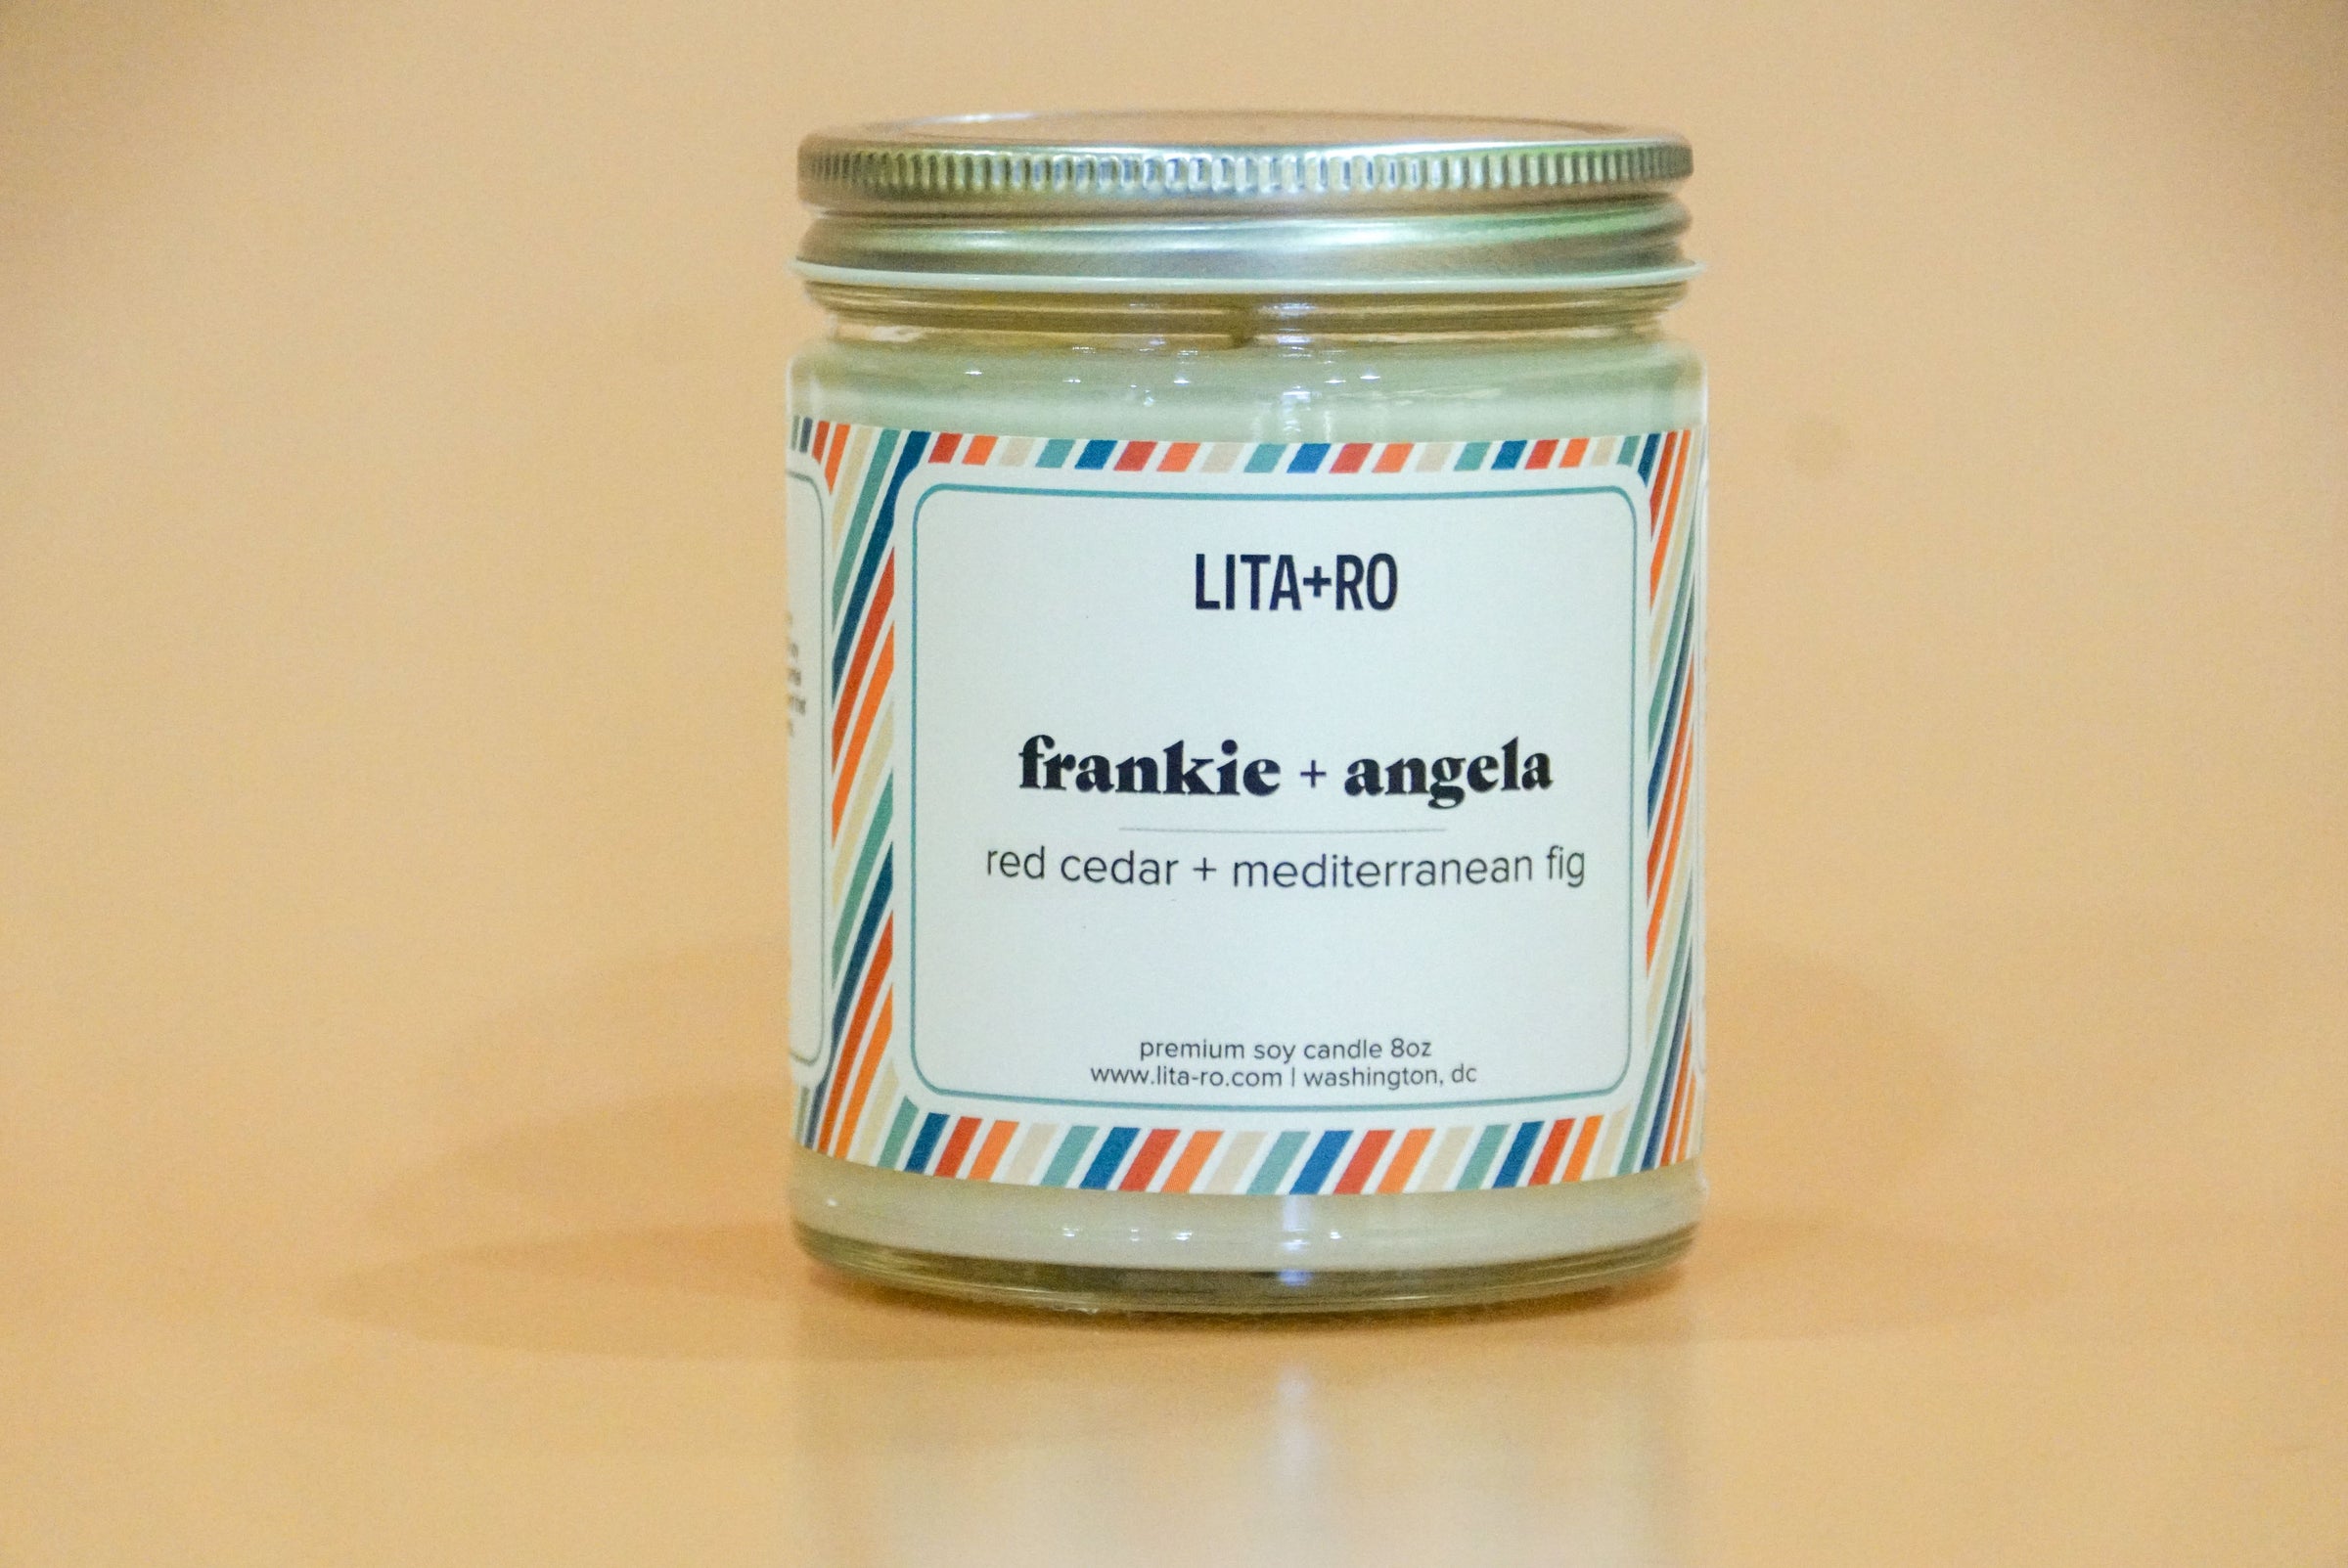 LITA+RO
frankie + angela
red cedar + mediterranean fig
premium soy candle 8oz
www.lita-ro.com | washington, dc